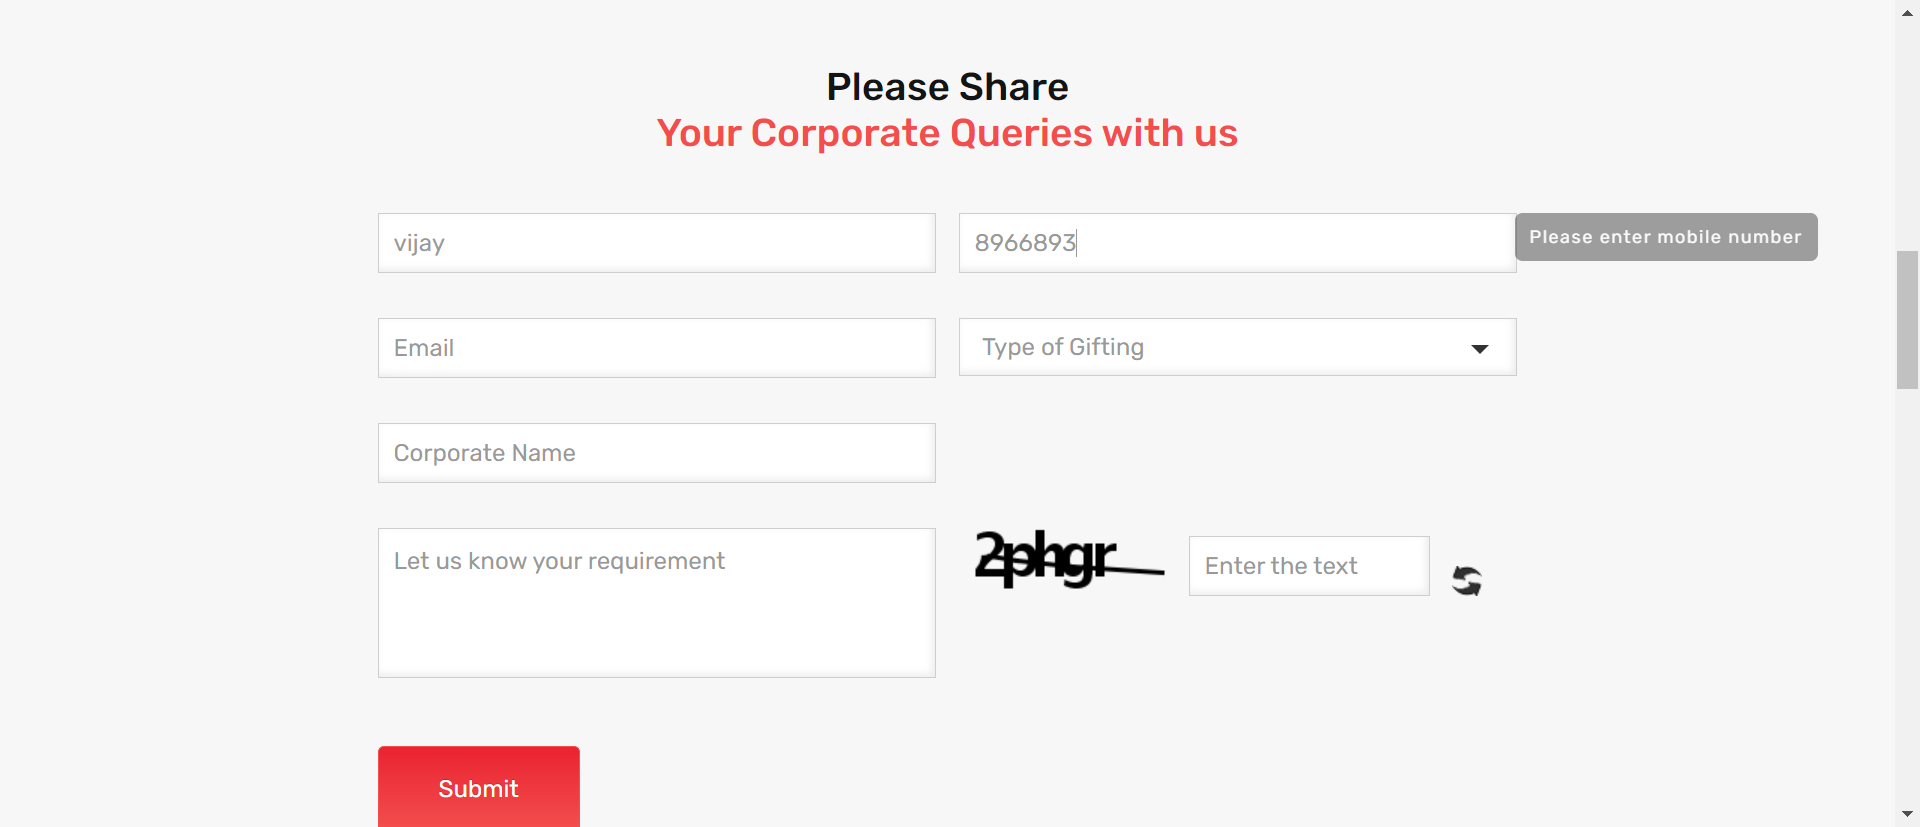 Please Share
Your Corporate Queries with us
vijay
8966893
Please enter mobile number
Email
Type of Gifting
Corporate Name
Let us know your requirement
2phgr
Enter the text
Submit